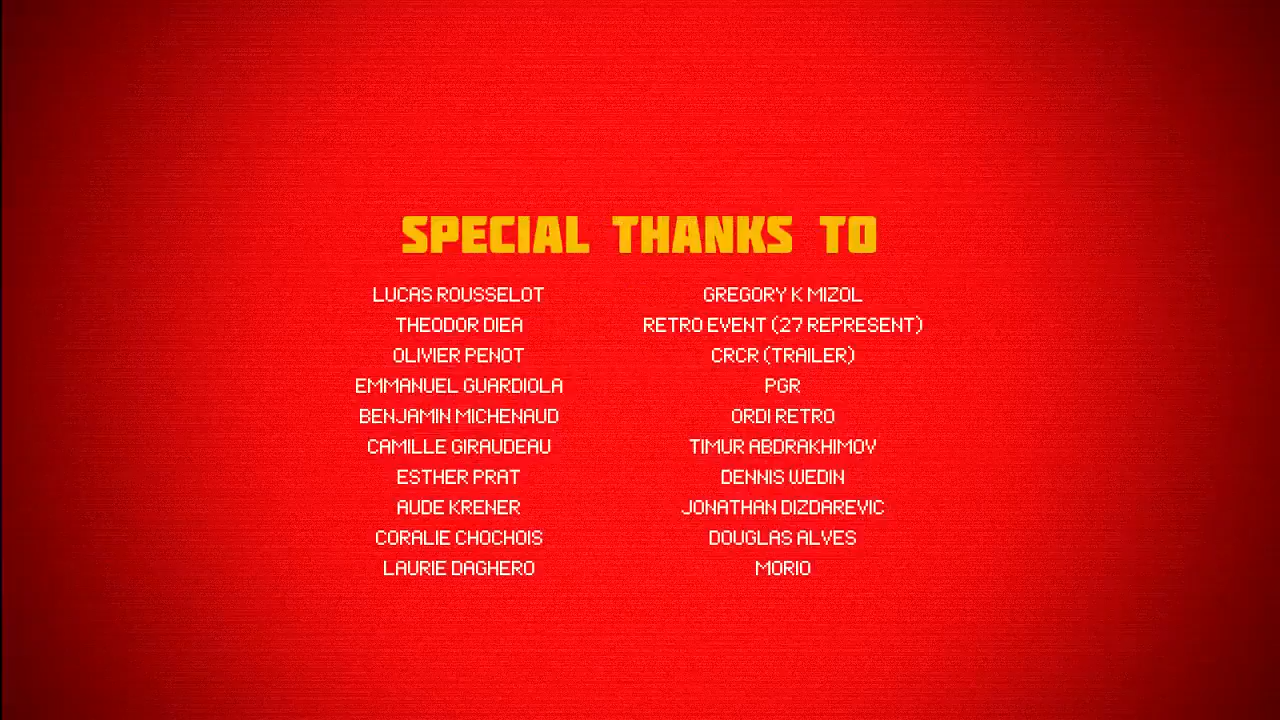 SPECIAL THANKS TO
LUCAS ROUSSELOT
THEODOR DIEA
OLIVIER PENOT
EMMANUEL GUARDIOLA
BENJAMIN MICHENAUD
CAMILLE GIRAUDEAU
ESTHER PRAT
AUDE KRENER
CORALIE CHOCHOIS
LAURIE DAGHERO
GREGORY K MIZOL
RETRO EVENT (27 REPRESENT)
CRCR (TRAILER)
PGR
ORDI RETRO
TIMUR ABDRAKHIMOV
DENNIS WEDIN
JONATHAN DIZDAREVIC
DOUGLAS ALVES
MORIO